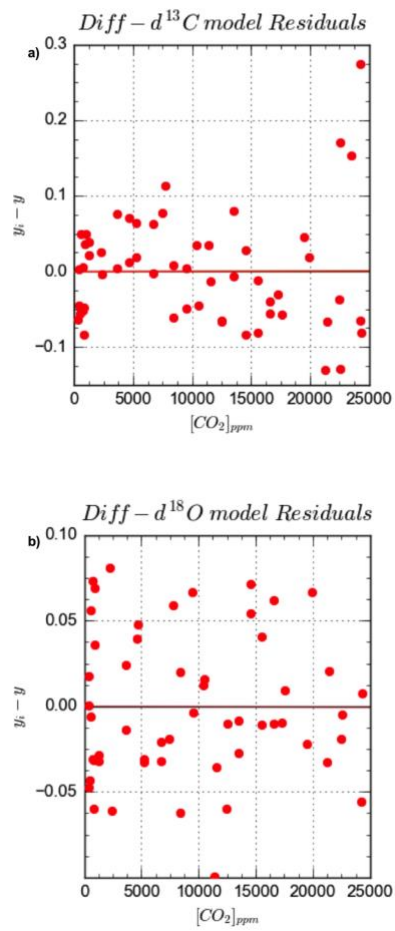 Diff − d¹³C model Residuals
a)
0.3
0.2
0.1
0.0
−0.1
yᵢ − y
0 5000 10000 15000 20000 25000
[CO₂]ₚₚₘ
Diff − d¹⁸O model Residuals
b)
0.10
0.05
0.00
−0.05
yᵢ − y
0 5000 10000 15000 20000 25000
[CO₂]ₚₚₘ